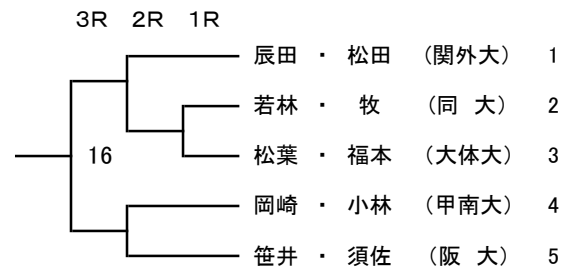 3R 2R 1R
辰田 ・ 松田 (関外大) 1
若林 ・ 牧 (同 大) 2
16
松葉 ・ 福本 (大体大) 3
岡崎 ・ 小林 (甲南大) 4
笹井 ・ 須佐 (阪 大) 5